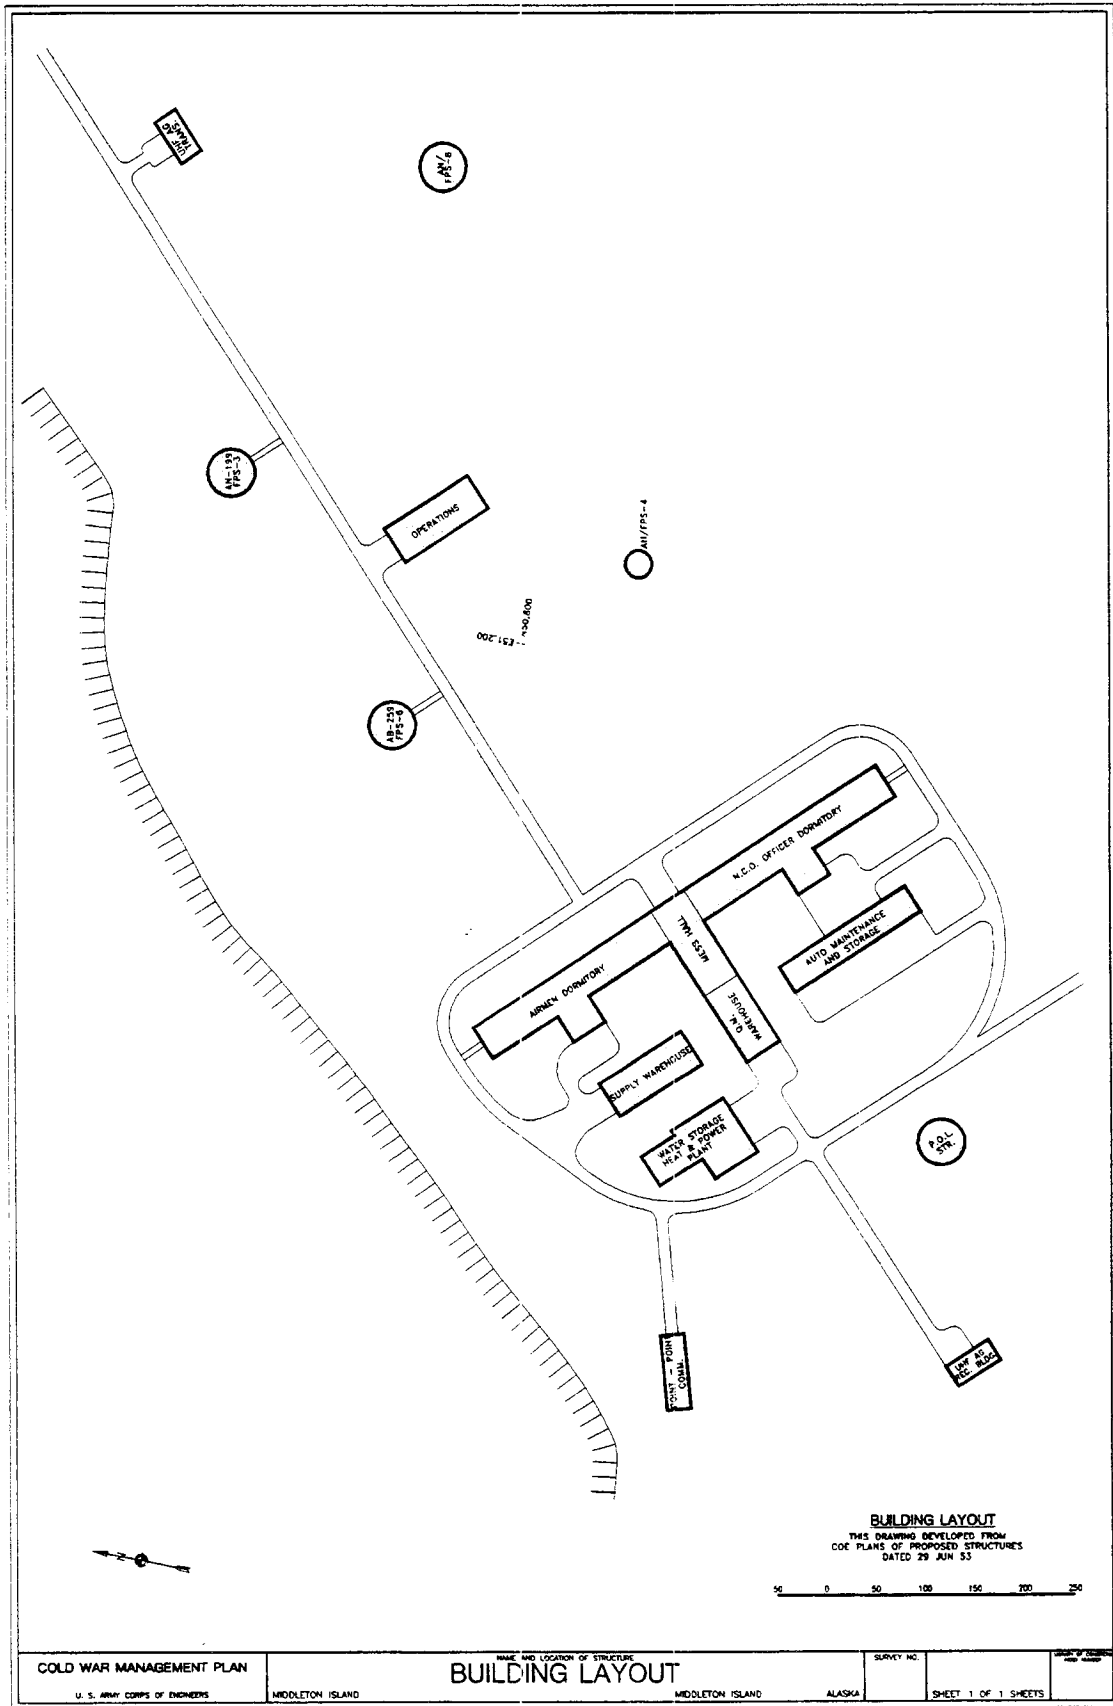 UHF AG
TRANS.
AN/
FPS-8
AN-199
FPS-3
OPERATIONS
AN/FPS-4
N50,800
E51,200
AB-259
FPS-6
N.C.O. OFFICER DORMITORY
MESS HALL
AUTO MAINTENANCE
AND STORAGE
AIRMEN DORMITORY
Q.M.
WAREHOUSE
SUPPLY WAREHOUSE
WATER STORAGE
HEAT & POWER
PLANT
P.O.L.
STR.
POINT - POINT
COMM.
UHF AG
REC. BLDG.
N
BUILDING LAYOUT
THIS DRAWING DEVELOPED FROM
COE PLANS OF PROPOSED STRUCTURES
DATED 29 JUN 53
50 0 50 100 150 200 250
COLD WAR MANAGEMENT PLAN
U. S. ARMY CORPS OF ENGINEERS
NAME AND LOCATION OF STRUCTURE
BUILDING LAYOUT
MIDDLETON ISLAND MIDDLETON ISLAND ALASKA
SURVEY NO.
SHEET 1 OF 1 SHEETS